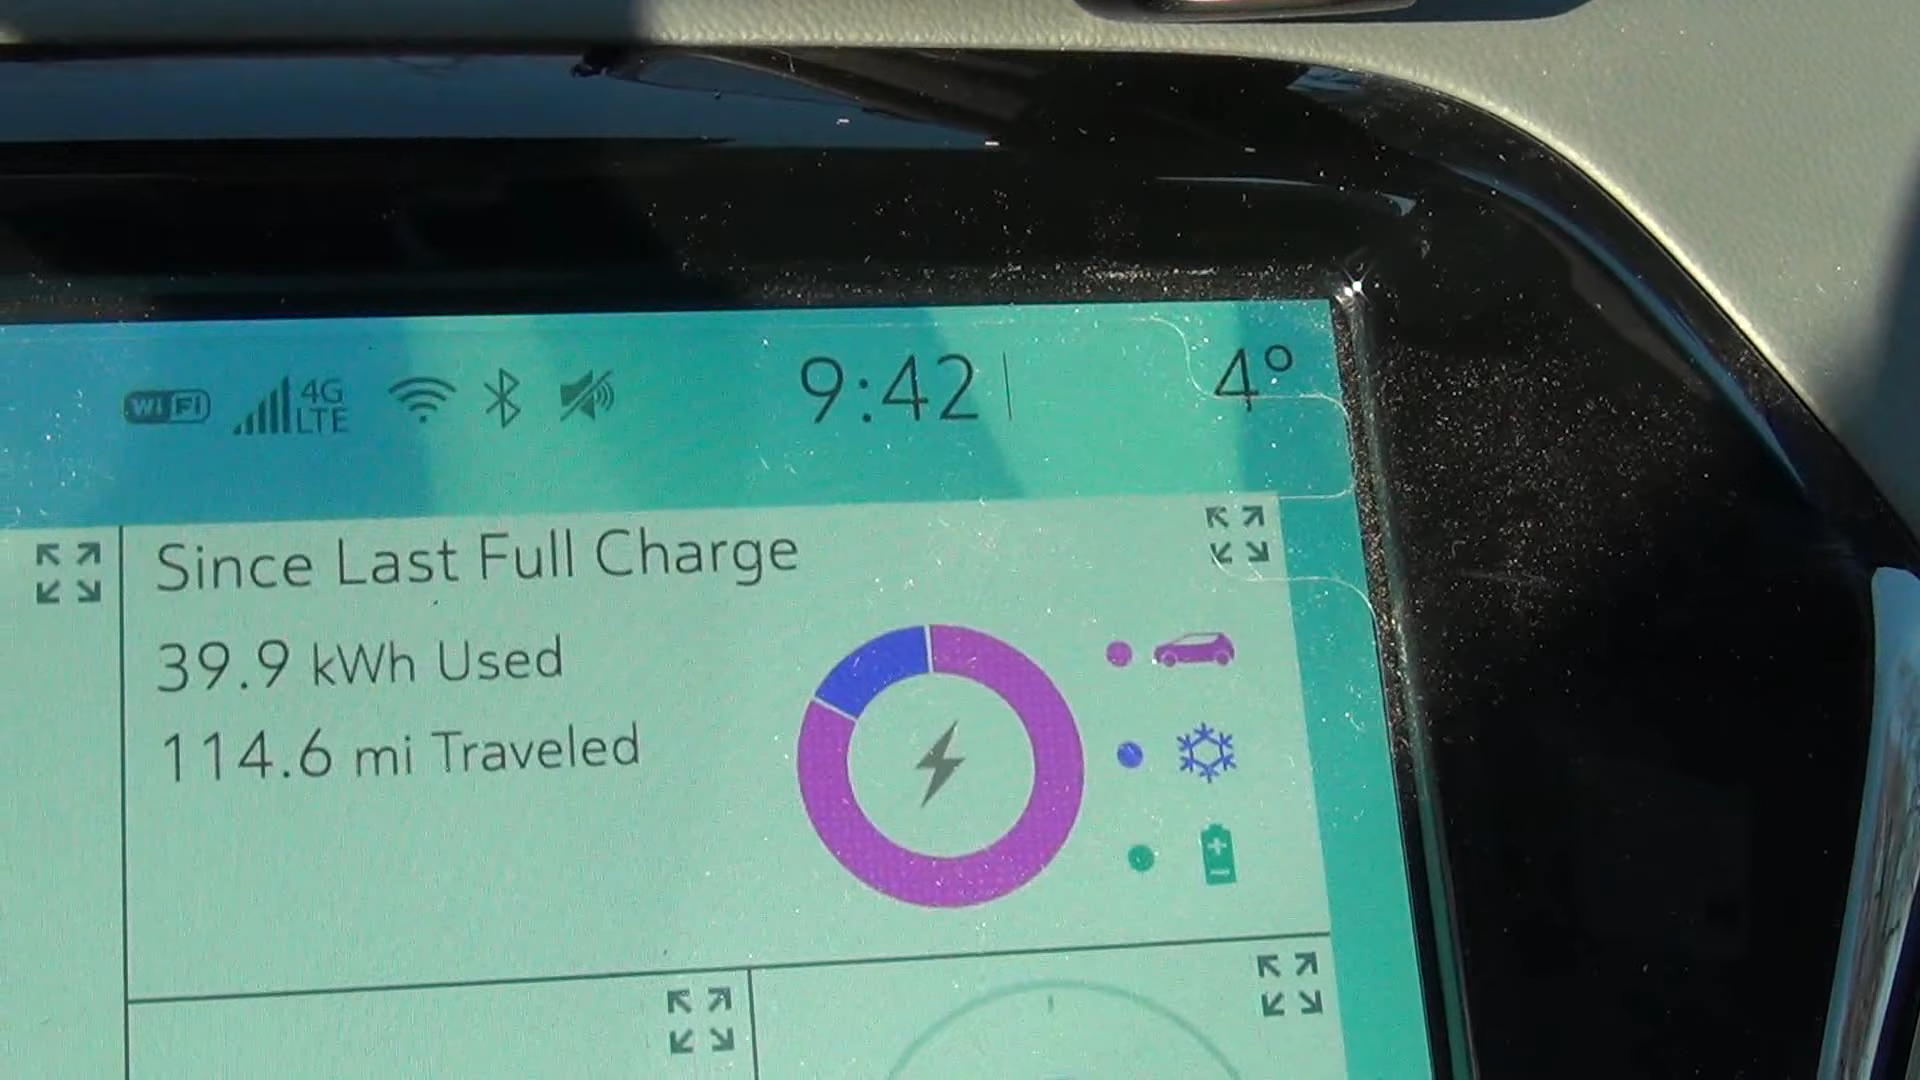 WiFi 4G LTE 9:42 4°
Since Last Full Charge
39.9 kWh Used
114.6 mi Traveled